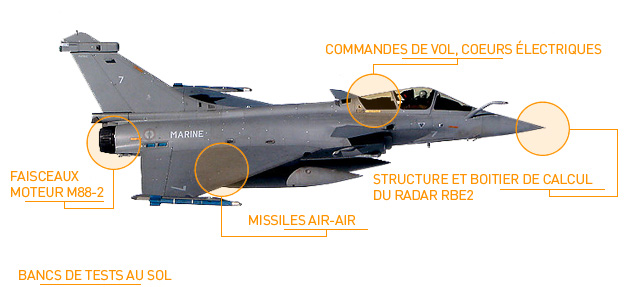 COMMANDES DE VOL, COEURS ÉLECTRIQUES
7
MARINE
FAISCEAUX
MOTEUR M88-2
STRUCTURE ET BOITIER DE CALCUL
DU RADAR RBE2
MISSILES AIR-AIR
BANCS DE TESTS AU SOL